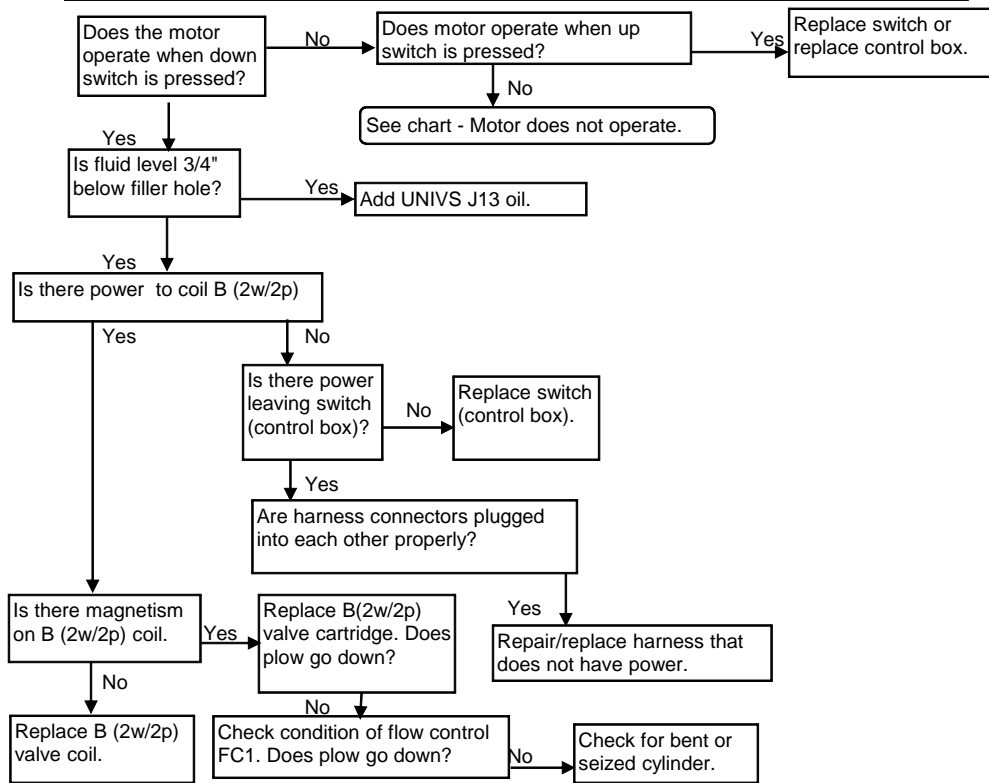 Does the motor
operate when down
switch is pressed?
No
Does motor operate when up
switch is pressed?
Yes
Replace switch or
replace control box.
No
See chart - Motor does not operate.
Yes
Is fluid level 3/4"
below filler hole?
Yes
Add UNIVS J13 oil.
Yes
Is there power to coil B (2w/2p)
Yes
No
Is there power
leaving switch
(control box)?
No
Replace switch
(control box).
Yes
Are harness connectors plugged
into each other properly?
Yes
Repair/replace harness that
does not have power.
Is there magnetism
on B (2w/2p) coil.
Yes
Replace B(2w/2p)
valve cartridge. Does
plow go down?
No
Replace B (2w/2p)
valve coil.
No
Check condition of flow control
FC1. Does plow go down?
No
Check for bent or
seized cylinder.